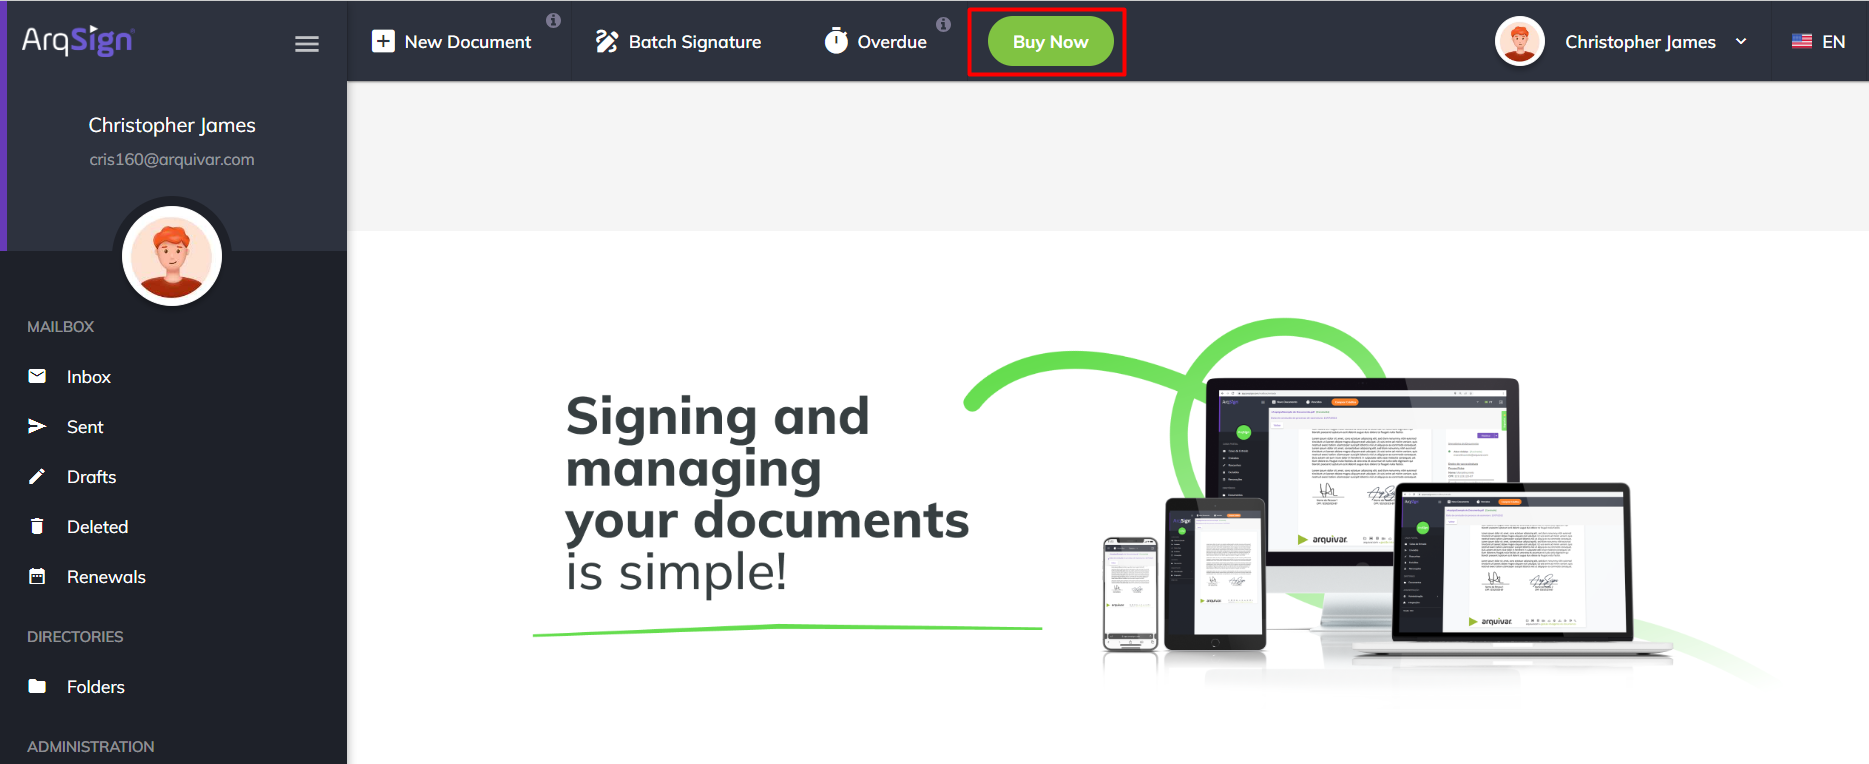 ArqSign
New Document
Batch Signature
Overdue
Buy Now
Christopher James
EN
Christopher James
cris160@arquivar.com
MAILBOX
Inbox
Sent
Drafts
Deleted
Renewals
DIRECTORIES
Folders
ADMINISTRATION
Signing and
managing
your documents
is simple!
arquivar
arquivar